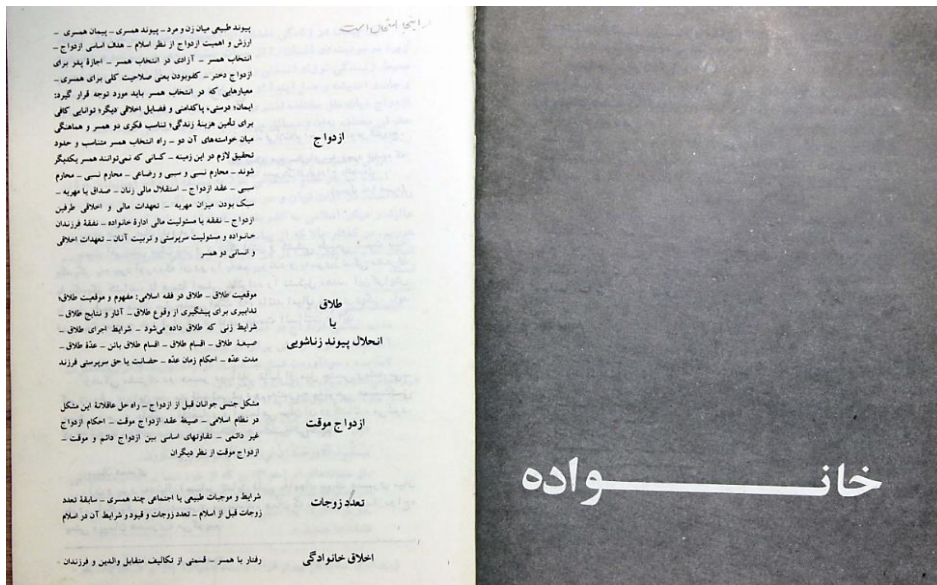 خانـــواده
از اینجا امتحان است
ازدواج
پیوند طبیعی میان زن و مرد – پیوند همسری – پیمان همسری –
ارزش و اهمیت ازدواج از نظر اسلام – هدف اساسی ازدواج –
انتخاب همسر – آزادی در انتخاب همسر – اجازهٔ پدر برای
ازدواج دختر – کفوبودن یعنی صلاحیت کلی برای همسری –
معیارهایی که در انتخاب همسر باید مورد توجه قرار گیرد:
ایمان؛ درستی، پاکدامنی و فضایل اخلاقی دیگر؛ توانایی کافی
برای تأمین هزینهٔ زندگی؛ تناسب فکری دو همسر و هماهنگی
میان خواسته‌های آن دو – راه انتخاب همسر متناسب و حدود
تحقیق لازم در این زمینه – کسانی که نمی‌توانند همسر یکدیگر
شوند – محارم نسبی و سببی و رضاعی – محارم نسبی – محارم
سببی – عقد ازدواج – استقلال مالی زنان – صداق یا مهریه –
سبک بودن میزان مهریه – تعهدات مالی و اخلاقی طرفین
ازدواج – نفقه یا مسئولیت مالی ادارهٔ خانواده – نفقهٔ فرزندان
خانواده و مسئولیت سرپرستی و تربیت آنان – تعهدات اخلاقی
و انسانی دو همسر
طلاق
یا
انحلال پیوند زناشویی
موقعیت طلاق – طلاق در فقه اسلامی: مفهوم و موقعیت طلاق؛
تدابیری برای پیشگیری از وقوع طلاق – آثار و نتایج طلاق –
شرایط زنی که طلاق داده می‌شود – شرایط اجرای طلاق –
صیغهٔ طلاق – اقسام طلاق – اقسام طلاق بائن – عدّهٔ طلاق –
مدت عدّه – احکام زمان عدّه – حضانت یا حق سرپرستی فرزند
ازدواج موقت
مشکل جنسی جوانان قبل از ازدواج – راه حل عاقلانهٔ این مشکل
در نظام اسلامی – صیغهٔ عقد ازدواج موقت – احکام ازدواج
غیر دائمی – تفاوتهای اساسی بین ازدواج دائم و موقت –
ازدواج موقت از نظر دیگران
تعدد زوجات
شرایط و موجبات طبیعی یا اجتماعی چند همسری – سابقهٔ تعدد
زوجات قبل از اسلام – تعدد زوجات و قیود و شرایط آن در اسلام
اخلاق خانوادگی
رفتار با همسر – قسمتی از تکالیف متقابل والدین و فرزندان –